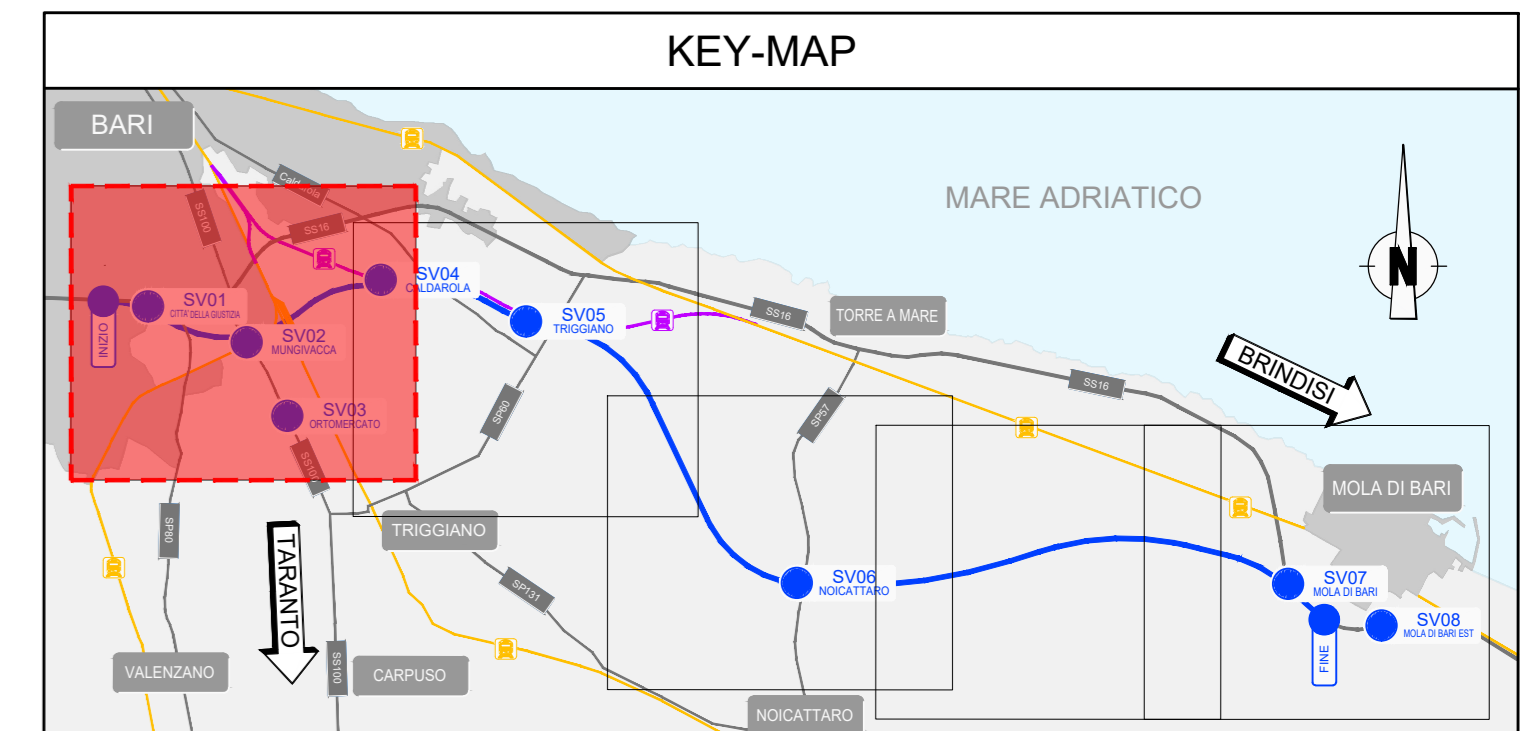 KEY-MAP
BARI
MARE ADRIATICO
Caldarola
SS100
SS16
N
SV04
CALDAROLA
SV01
CITTA' DELLA GIUSTIZIA
SV05
TRIGGIANO
SS16
TORRE A MARE
INIZIO
SV02
MUNGIVACCA
BRINDISI
SS16
SV03
ORTOMERCATO
SP60
SP57
SS100
MOLA DI BARI
SP80
TRIGGIANO
TARANTO
SP131
SV06
NOICATTARO
SV07
MOLA DI BARI
SV08
MOLA DI BARI EST
FINE
VALENZANO
SS100
CARPUSO
NOICATTARO